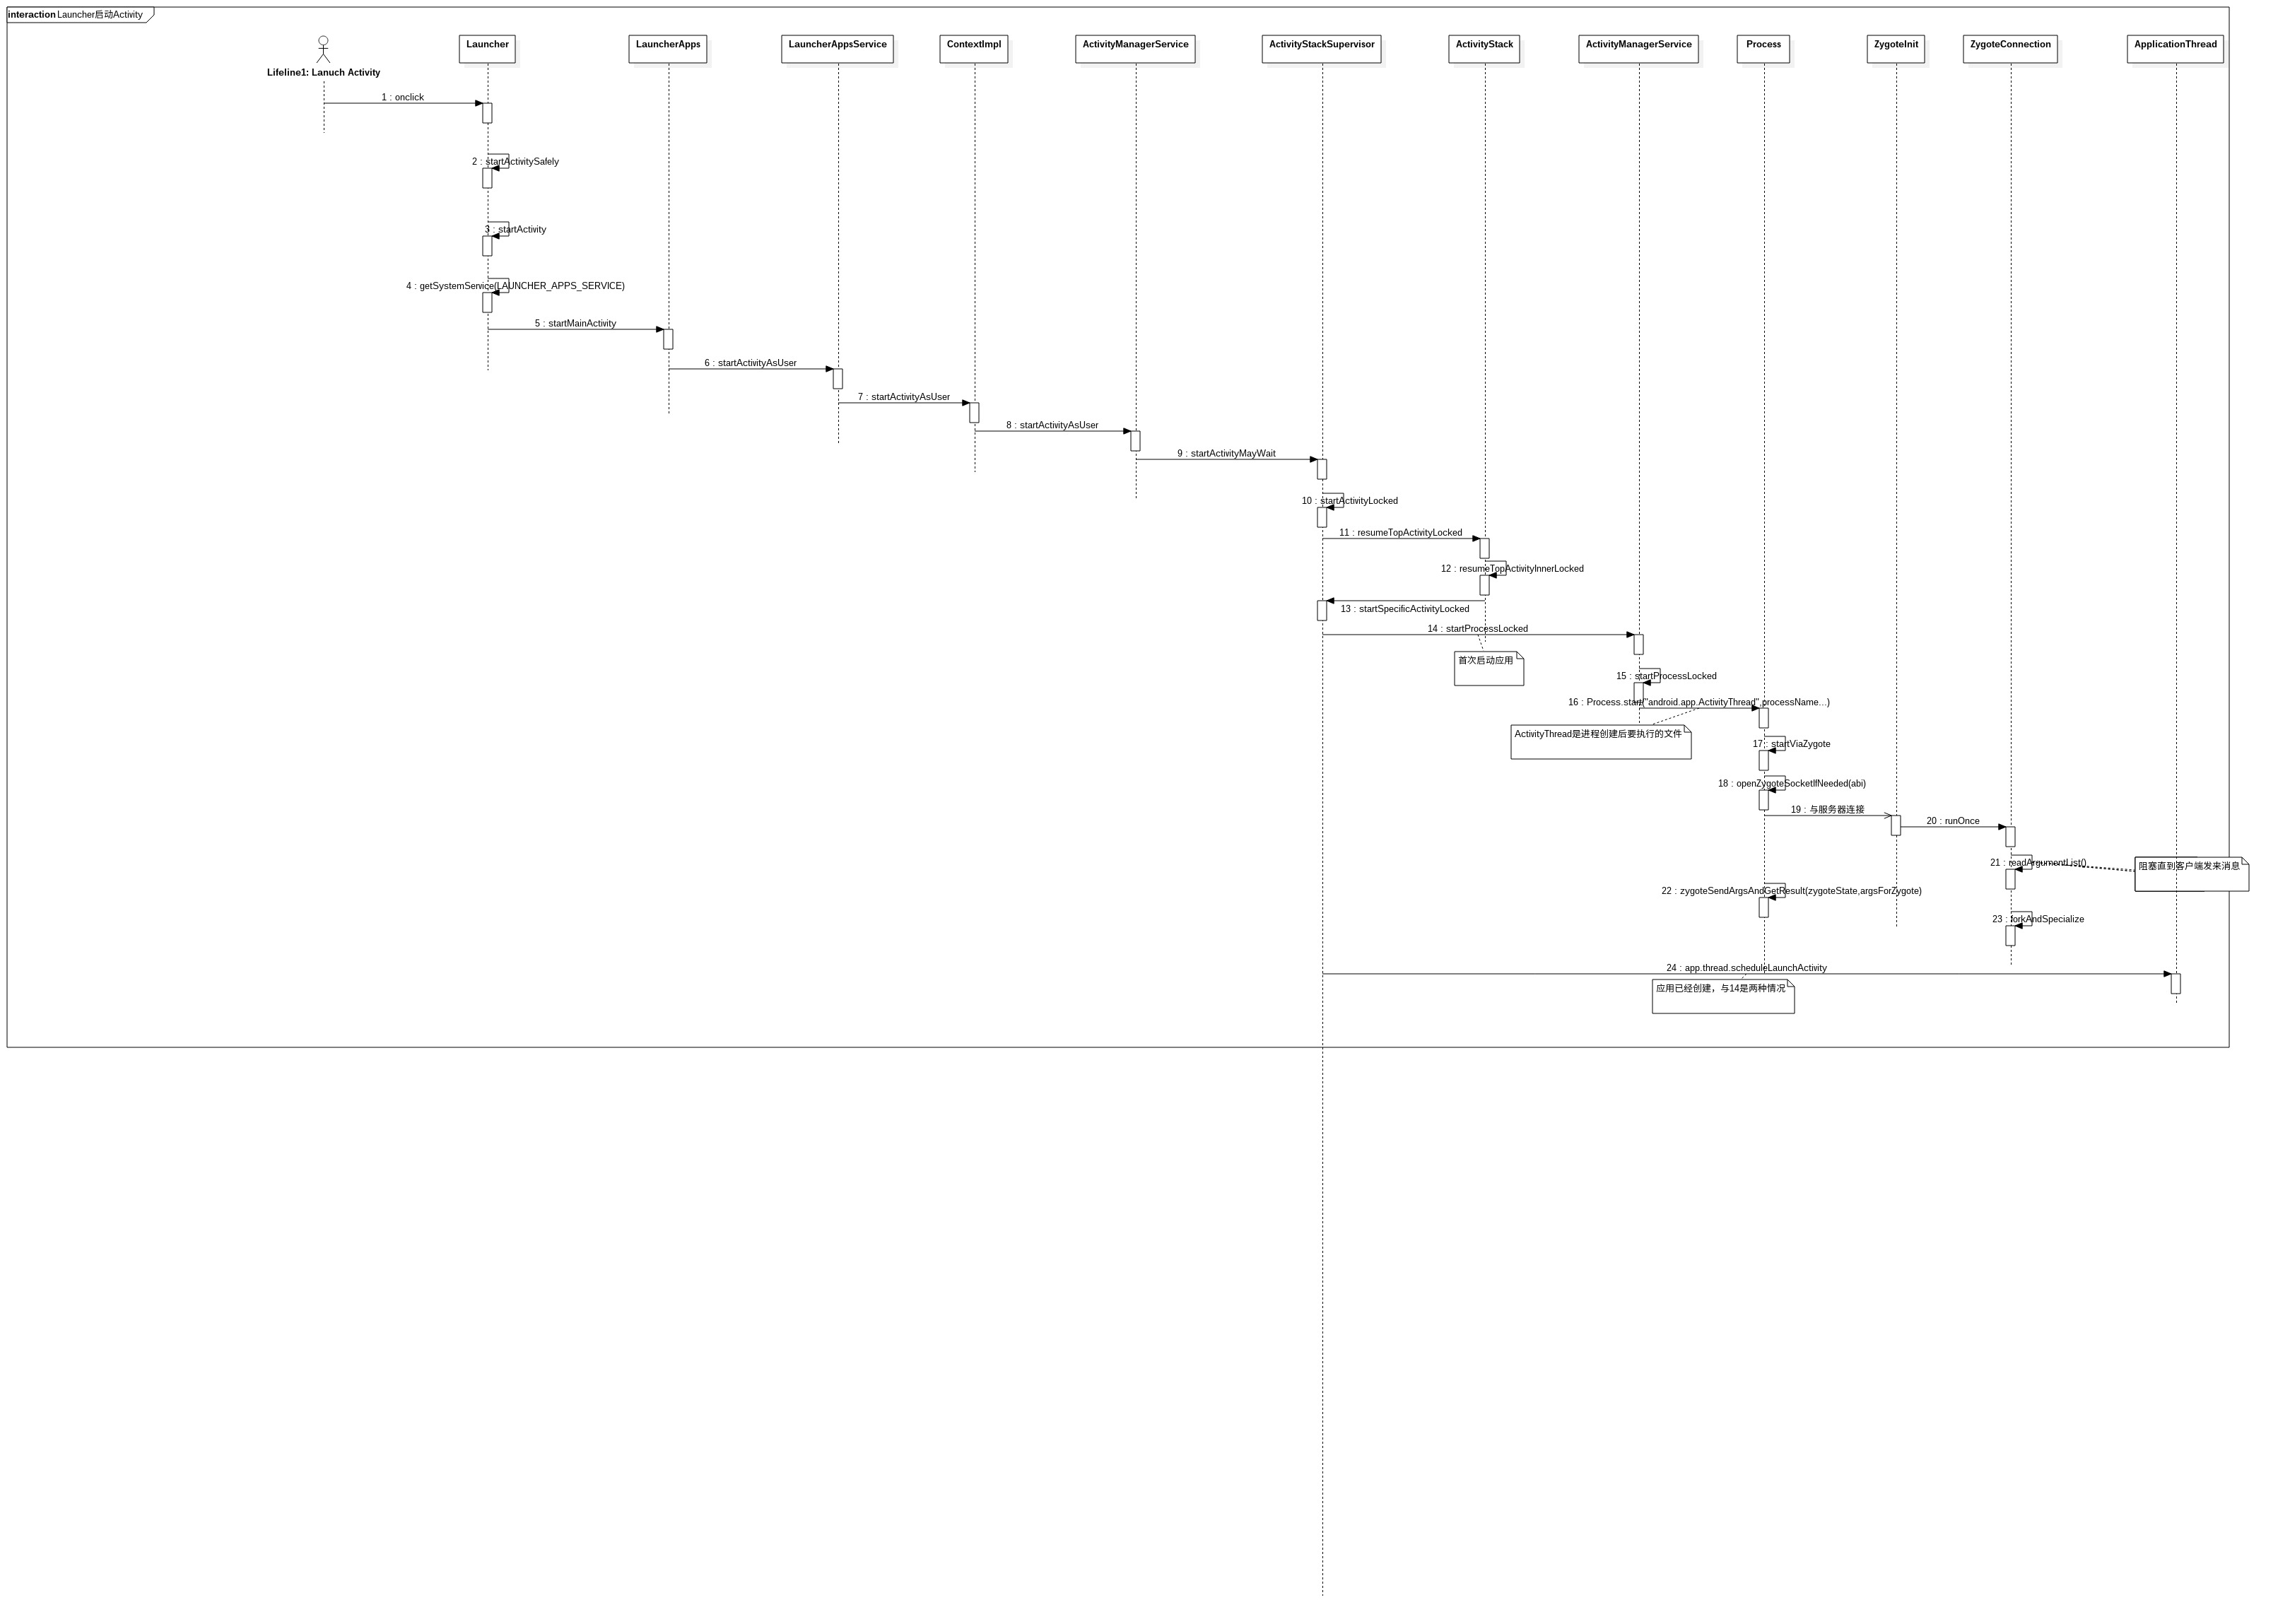 interaction Launcher启动Activity
Lifeline1: Lanuch Activity
Launcher
LauncherApps
LauncherAppsService
ContextImpl
ActivityManagerService
ActivityStackSupervisor
ActivityStack
ActivityManagerService
Process
ZygoteInit
ZygoteConnection
ApplicationThread
1 : onclick
2 : startActivitySafely
3 : startActivity
4 : getSystemService(LAUNCHER_APPS_SERVICE)
5 : startMainActivity
6 : startActivityAsUser
7 : startActivityAsUser
8 : startActivityAsUser
9 : startActivityMayWait
10 : startActivityLocked
11 : resumeTopActivityLocked
12 : resumeTopActivityInnerLocked
13 : startSpecificActivityLocked
14 : startProcessLocked
首次启动应用
15 : startProcessLocked
16 : Process.start("android.app.ActivityThread",processName...)
ActivityThread是进程创建后要执行的文件
17 : startViaZygote
18 : openZygoteSocketIfNeeded(abi)
19 : 与服务器连接
20 : runOnce
21 : readArgumentList()
阻塞直到客户端发来消息
22 : zygoteSendArgsAndGetResult(zygoteState,argsForZygote)
23 : forkAndSpecialize
24 : app.thread.scheduleLaunchActivity
应用已经创建，与14是两种情况